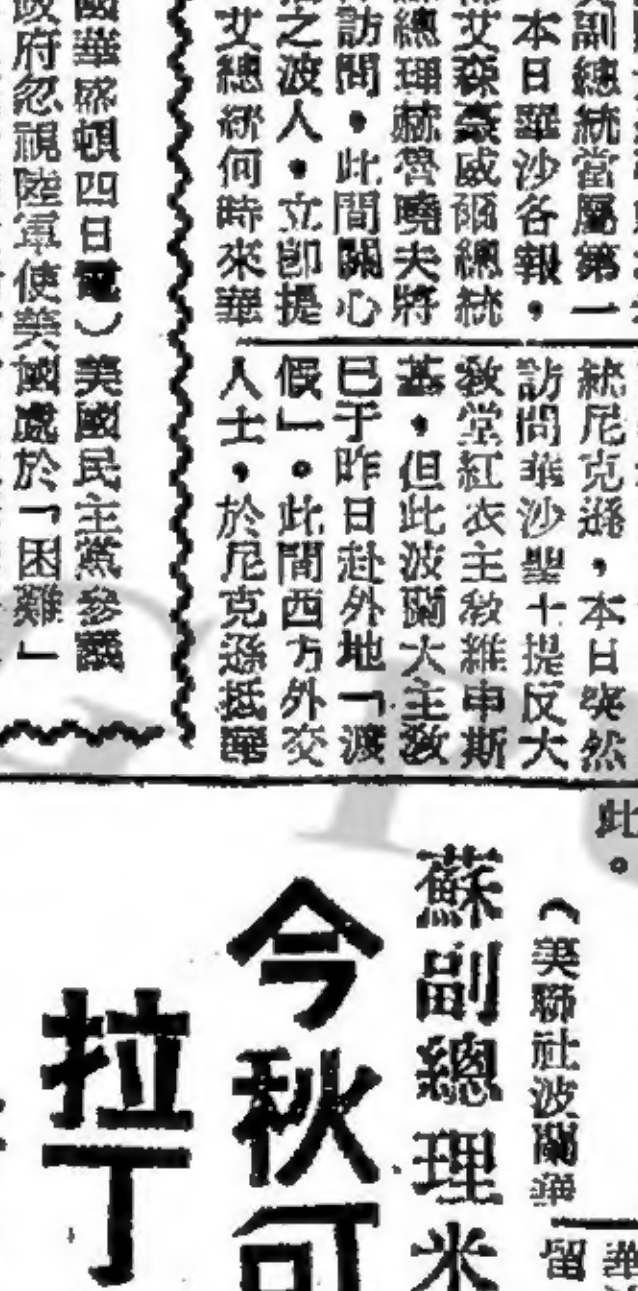 副總統當屬第一
本日華沙各報，
艾森豪威爾總統
總理赫魯曉夫將
訪問，此間關心
之波人，立卽提
艾總統何時來華
統尼克遜，本日突然
訪問華沙聖十提反大
敎堂紅衣主敎維申斯
基，但此波蘭大主敎
已于昨日赴外地「渡
假」。此間西方外交
人士，於尼克遜抵華
國華盛頓四日電）美國民主黨參議
政府忽視陸軍使美國處於「困難」
此。
（美聯社波蘭華
留
蘇副總理米
今秋可
拉丁